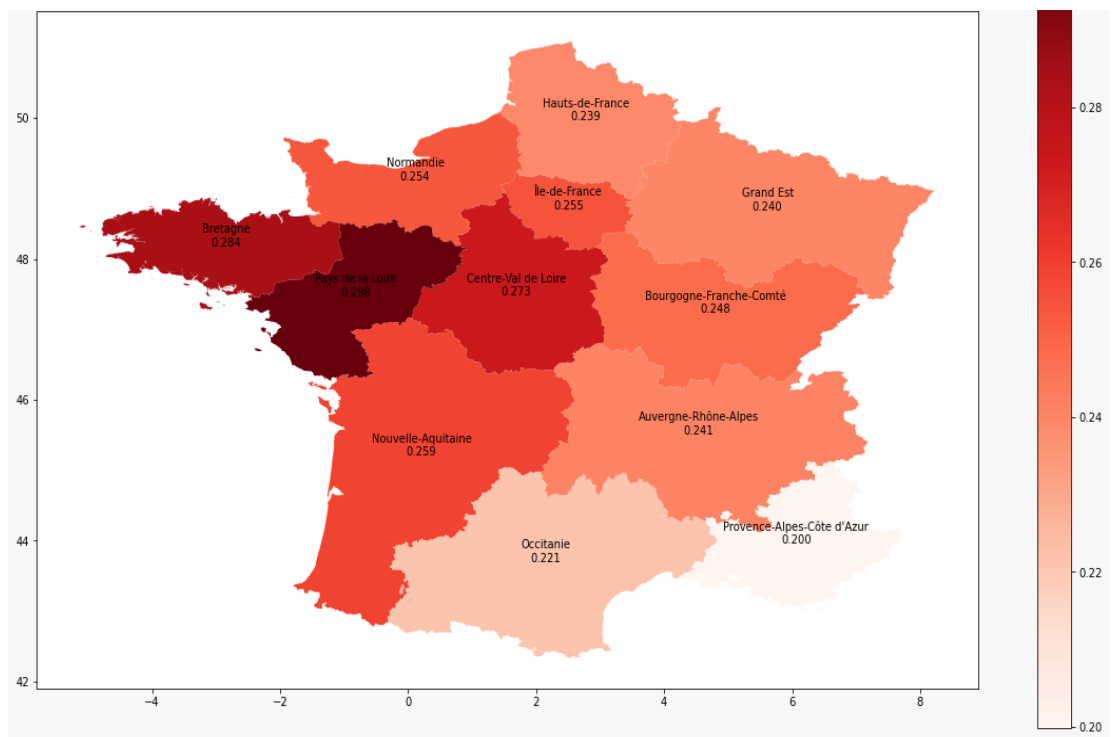 Hauts-de-France
0.239
Normandie
0.254
Île-de-France
0.255
Grand Est
0.240
Bretagne
0.284
Pays de la Loire
0.298
Centre-Val de Loire
0.273
Bourgogne-Franche-Comté
0.248
Auvergne-Rhône-Alpes
0.241
Nouvelle-Aquitaine
0.259
Provence-Alpes-Côte d'Azur
0.200
Occitanie
0.221
50
48
46
44
42
−4
−2
0
2
4
6
8
0.28
0.26
0.24
0.22
0.20